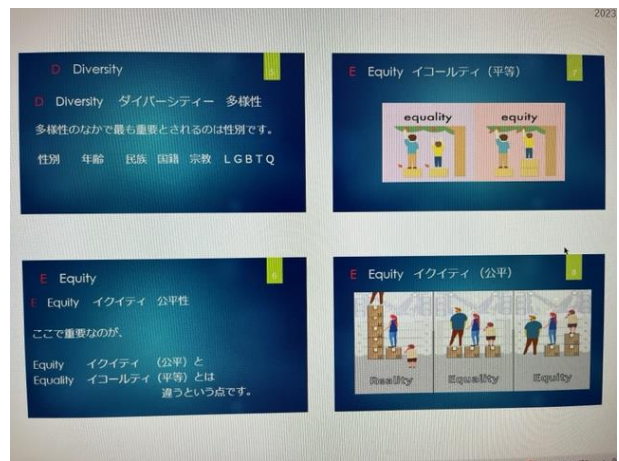 2023
D Diversity
5
D Diversity ダイバーシティー 多様性
多様性のなかで最も重要とされるのは性別です。
性別 年齢 民族 国籍 宗教 LGBTQ
E Equity
6
E Equity イクイティ 公平性
ここで重要なのが、
Equity イクイティ （公平）と
Equality イコールティ（平等）とは
違うという点です。
E Equity イコールティ（平等）
7
equality equity
E Equity イクイティ（公平）
8
Reality Equality Equity